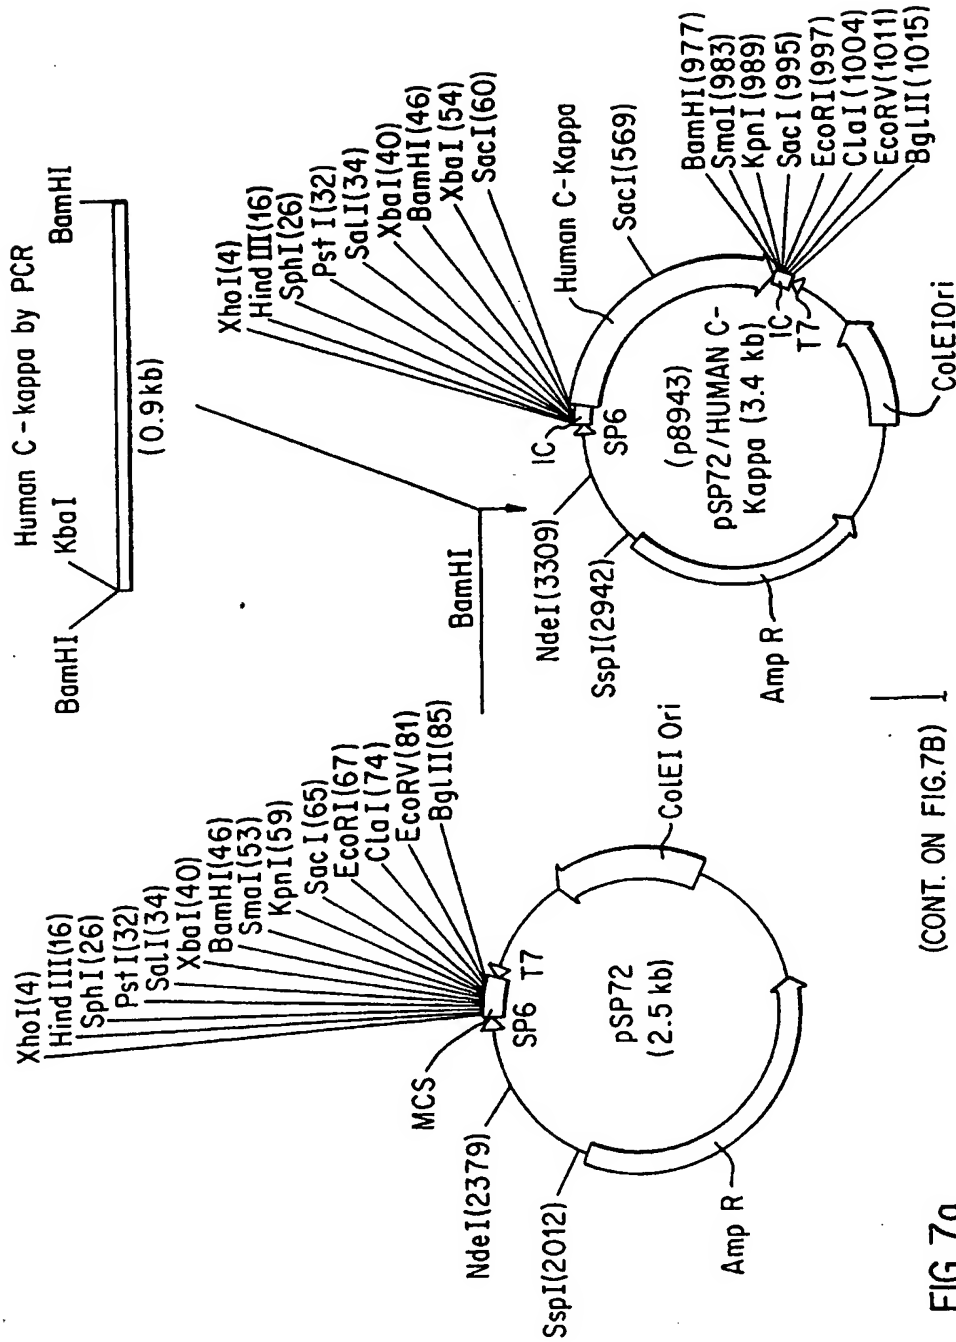 Human C-kappa by PCR
BamHI
KbaI
BamHI
(0.9kb)
XhoI(4)
HindIII(16)
SphI(26)
PstI(32)
SalI(34)
XbaI(40)
BamHI(46)
SmaI(53)
KpnI(59)
SacI(65)
EcoRI(67)
ClaI(74)
EcoRV(81)
BglII(85)
MCS
SP6
T7
NdeI(2379)
SspI(2012)
pSP72
(2.5 kb)
ColEI Ori
Amp R
BamHI
XhoI(4)
HindIII(16)
SphI(26)
Pst I(32)
SalI(34)
XbaI(40)
BamHI(46)
XbaI(54)
SacI(60)
Human C-Kappa
SacI(569)
IC
SP6
NdeI(3309)
SspI(2942)
(p8943)
pSP72/HUMAN C-
Kappa (3.4 kb)
IC
T7
BamHI(977)
SmaI(983)
KpnI(989)
SacI(995)
EcoRI(997)
ClaI(1004)
EcoRV(1011)
BglII(1015)
ColEIOri
Amp R
(CONT. ON FIG.7B)
FIG. 7a